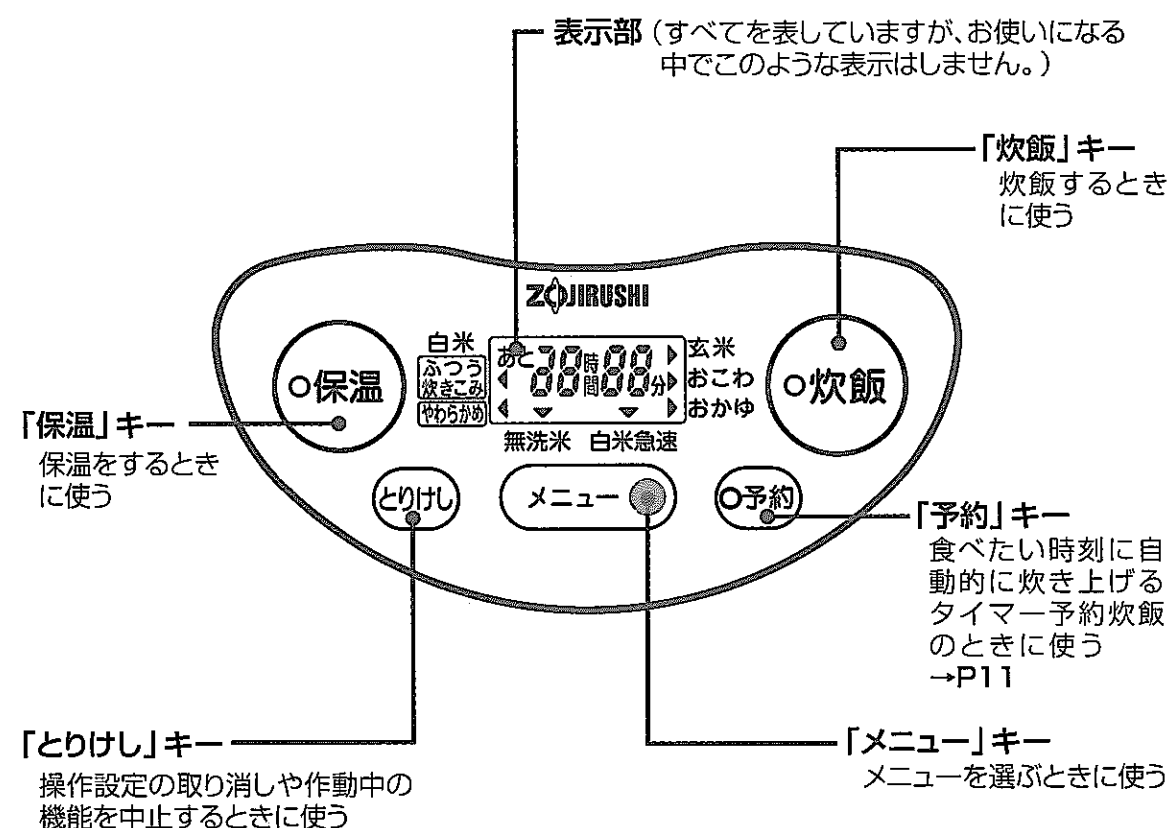 表示部（すべてを表していますが、お使いになる
中でこのような表示はしません。）
「炊飯」キー
炊飯するとき
に使う
ZOJIRUSHI
○保温
白米
ふつう
炊きこみ
やわらかめ
あと 88時間 88分
玄米
おこわ
おかゆ
無洗米 白米急速
○炊飯
「保温」キー
保温をするとき
に使う
とりけし
メニュー
○予約
「予約」キー
食べたい時刻に自
動的に炊き上げる
タイマー予約炊飯
のときに使う
→P11
「とりけし」キー
操作設定の取り消しや作動中の
機能を中止するときに使う
「メニュー」キー
メニューを選ぶときに使う